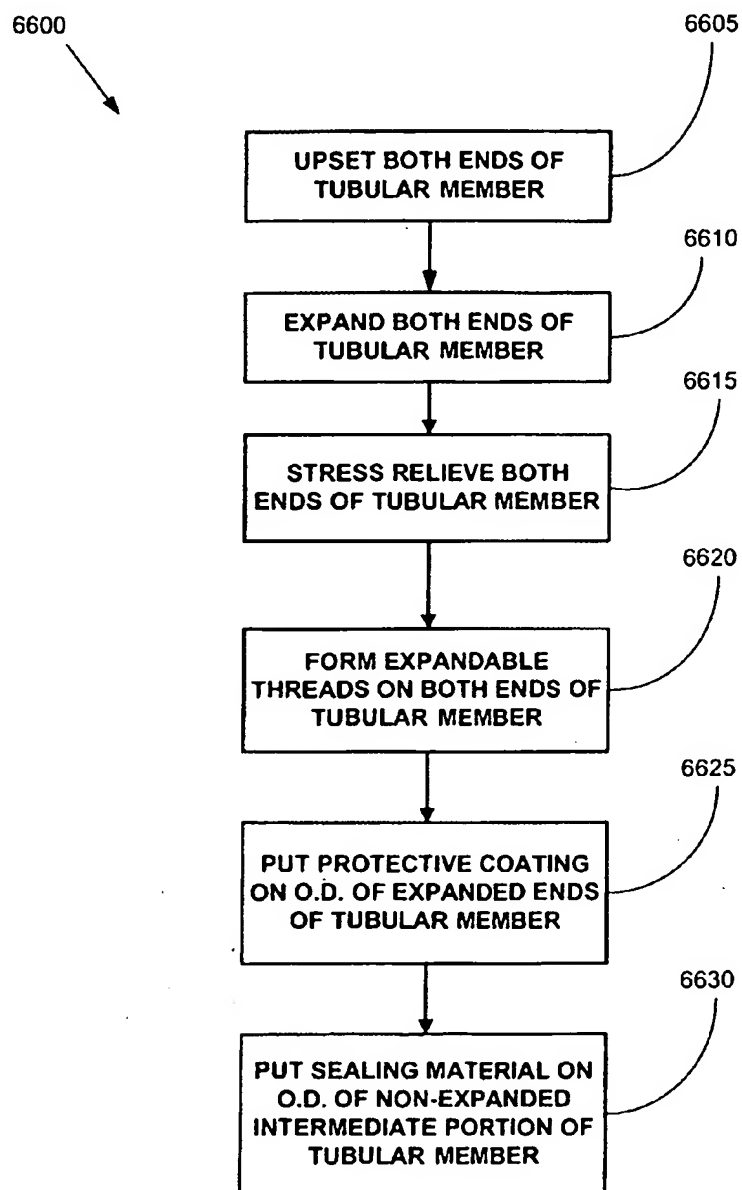 6600
6605
UPSET BOTH ENDS OF
TUBULAR MEMBER
6610
EXPAND BOTH ENDS OF
TUBULAR MEMBER
6615
STRESS RELIEVE BOTH
ENDS OF TUBULAR MEMBER
6620
FORM EXPANDABLE
THREADS ON BOTH ENDS OF
TUBULAR MEMBER
6625
PUT PROTECTIVE COATING
ON O.D. OF EXPANDED ENDS
OF TUBULAR MEMBER
6630
PUT SEALING MATERIAL ON
O.D. OF NON-EXPANDED
INTERMEDIATE PORTION OF
TUBULAR MEMBER